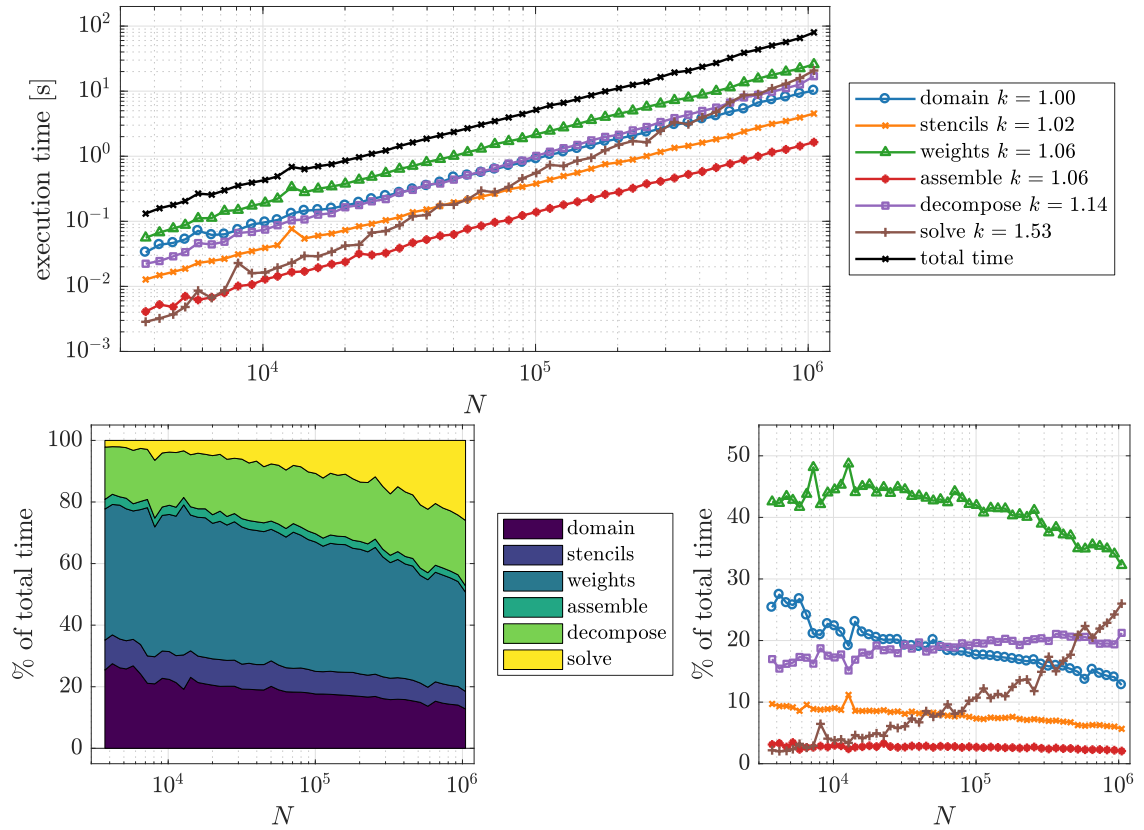 10^2
10^1
10^0
10^{-1}
10^{-2}
10^{-3}
execution time [s]
10^4
10^5
10^6
N
domain k = 1.00
stencils k = 1.02
weights k = 1.06
assemble k = 1.06
decompose k = 1.14
solve k = 1.53
total time
100
80
60
40
20
0
% of total time
10^4
10^5
10^6
N
domain
stencils
weights
assemble
decompose
solve
50
40
30
20
10
0
% of total time
10^4
10^5
10^6
N